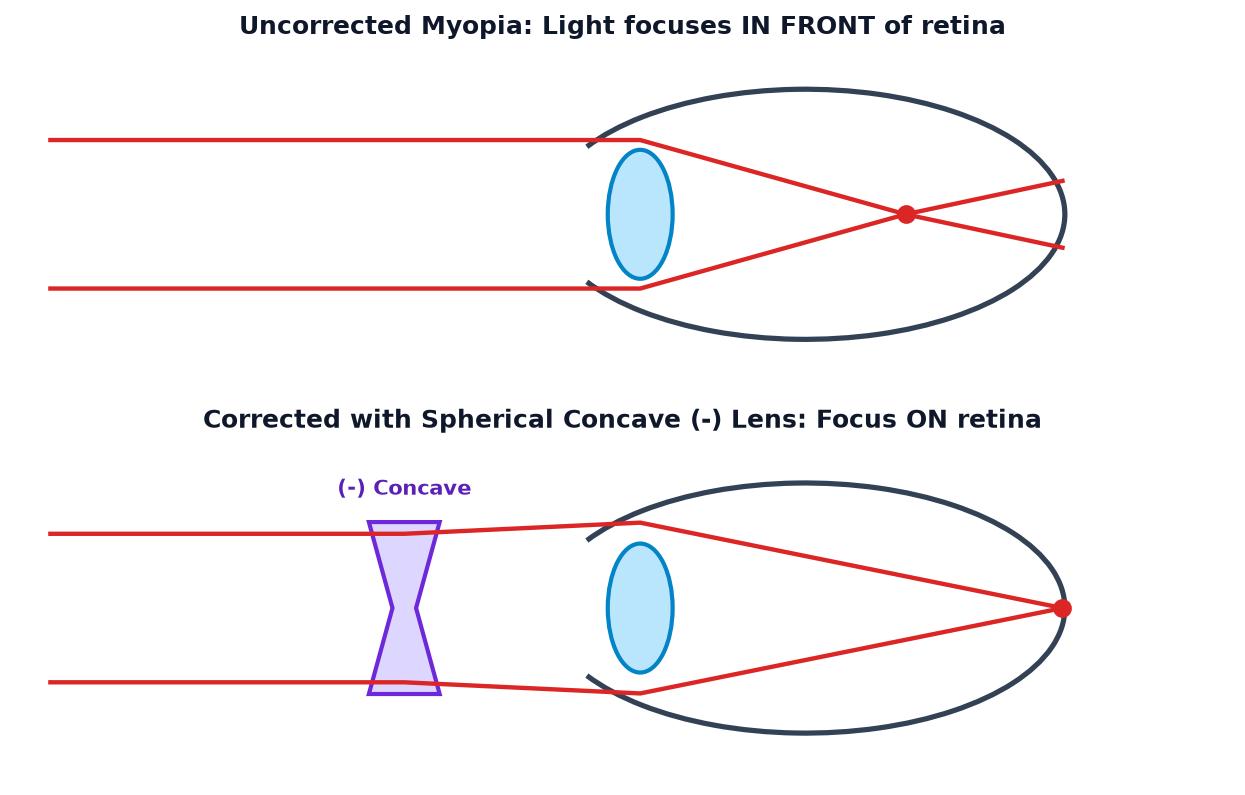 Uncorrected Myopia: Light focuses IN FRONT of retina
Corrected with Spherical Concave (-) Lens: Focus ON retina
(-) Concave